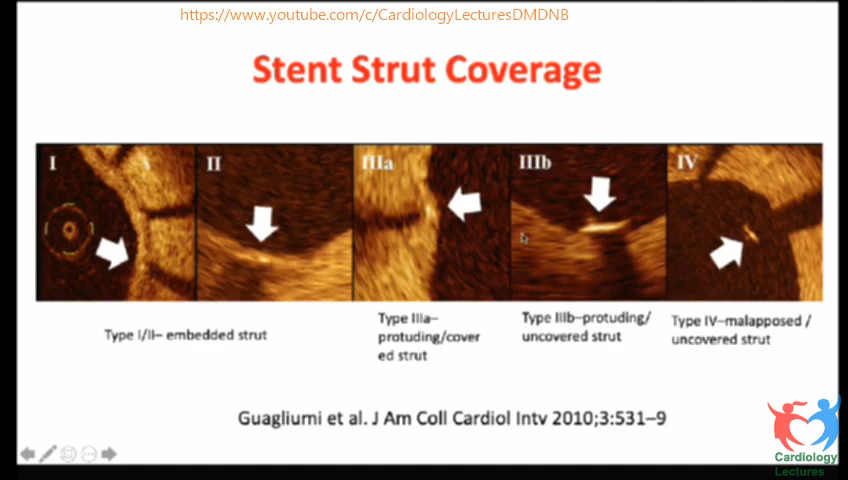 https://www.youtube.com/c/CardiologyLecturesDMDNB
Stent Strut Coverage
I
II
IIIa
IIIb
IV
Type I/II– embedded strut
Type IIIa–
protuding/cover
ed strut
Type IIIb–protuding/
uncovered strut
Type IV–malapposed /
uncovered strut
Guagliumi et al. J Am Coll Cardiol Intv 2010;3:531–9
Cardiology
Lectures